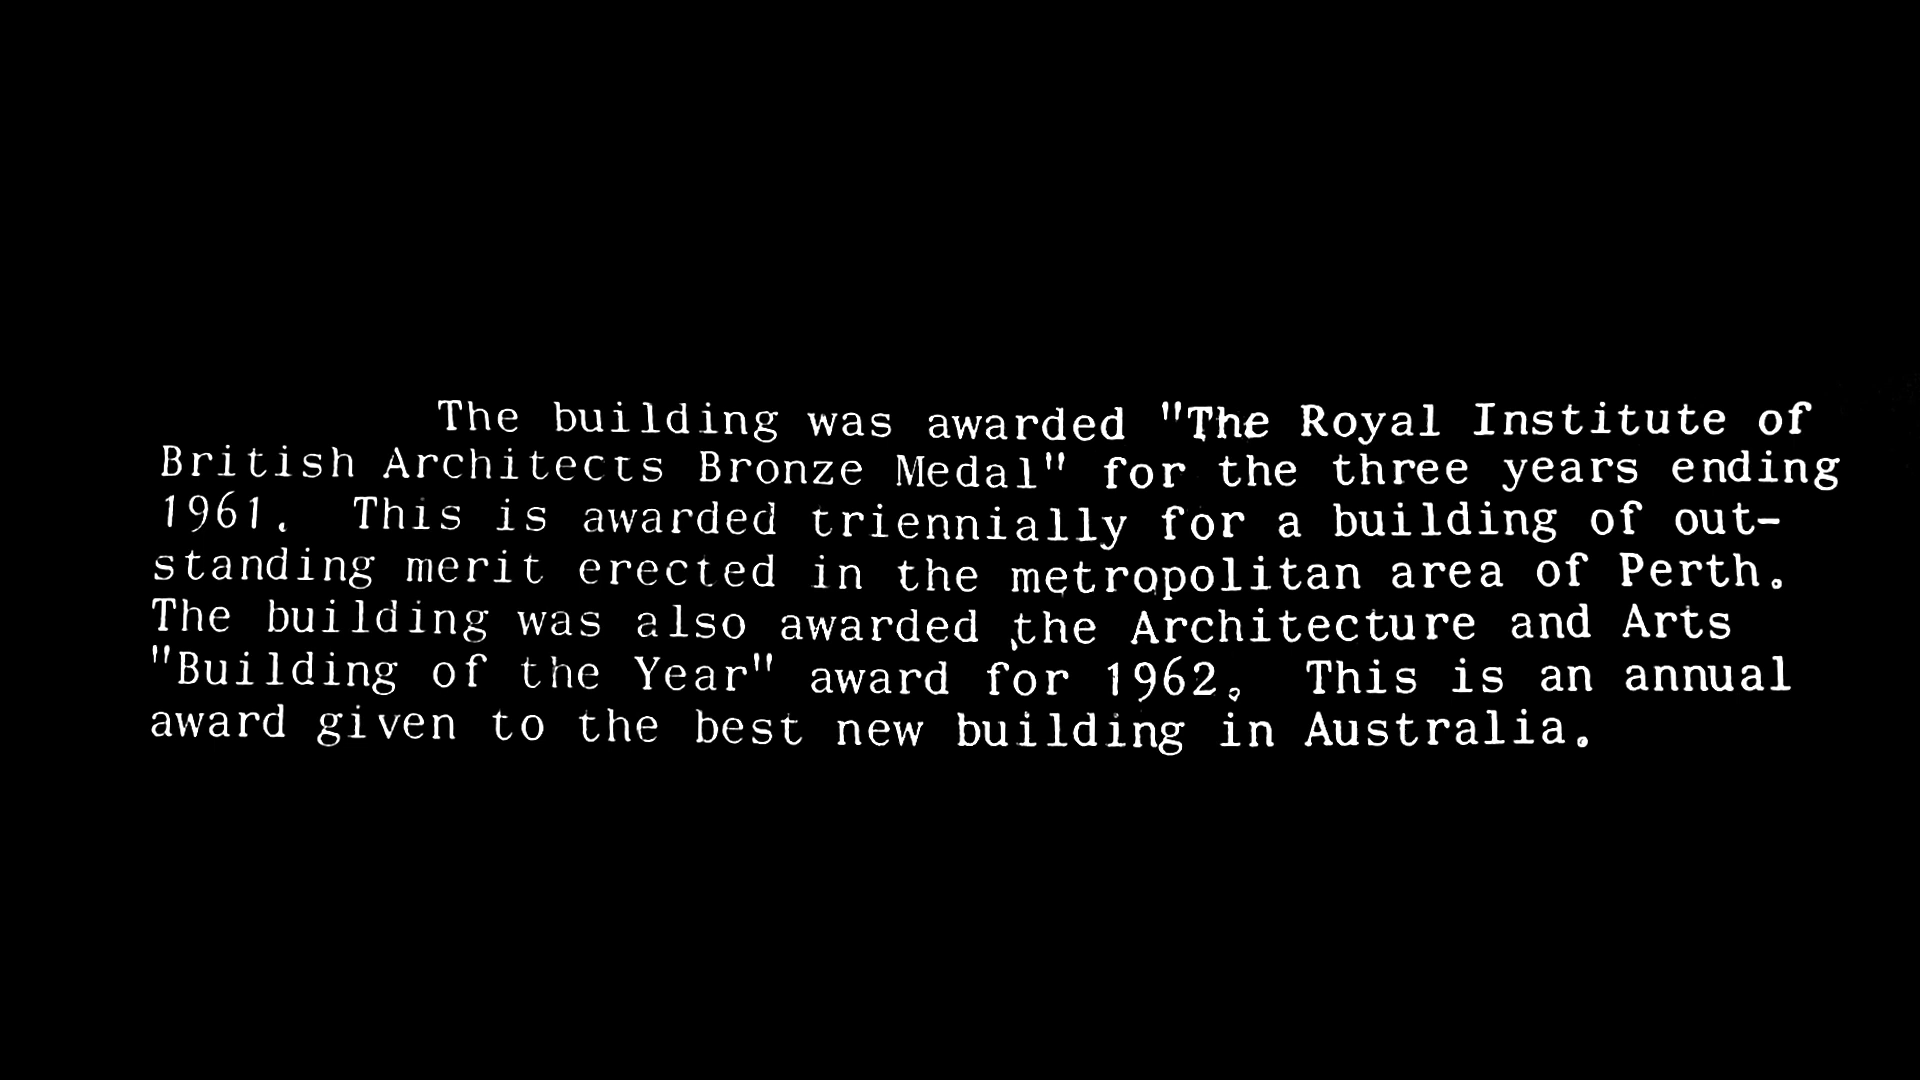 The building was awarded "The Royal Institute of
British Architects Bronze Medal" for the three years ending
1961. This is awarded triennially for a building of out-
standing merit erected in the metropolitan area of Perth.
The building was also awarded the Architecture and Arts
"Building of the Year" award for 1962. This is an annual
award given to the best new building in Australia.